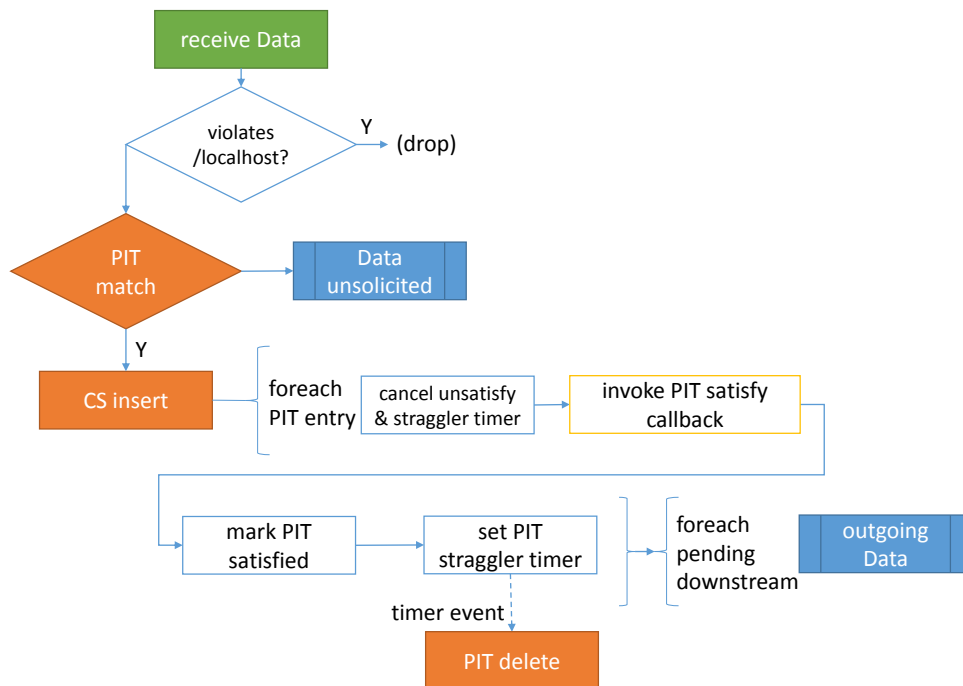 receive Data
violates
/localhost?
Y
(drop)
PIT
match
Data
unsolicited
Y
CS insert
foreach
PIT entry
cancel unsatisfy
& straggler timer
invoke PIT satisfy
callback
mark PIT
satisfied
set PIT
straggler timer
foreach
pending
downstream
outgoing
Data
timer event
PIT delete